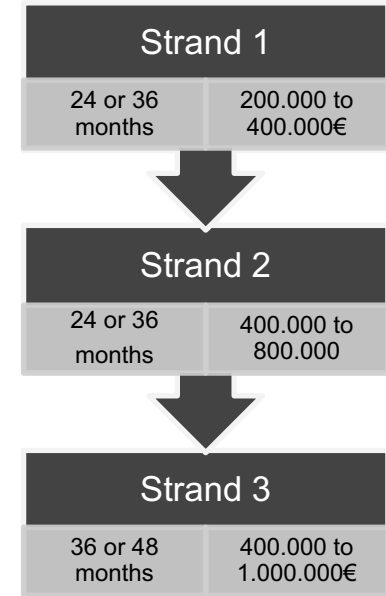 Strand 1
24 or 36
months
200.000 to
400.000€
Strand 2
24 or 36
months
400.000 to
800.000
Strand 3
36 or 48
months
400.000 to
1.000.000€